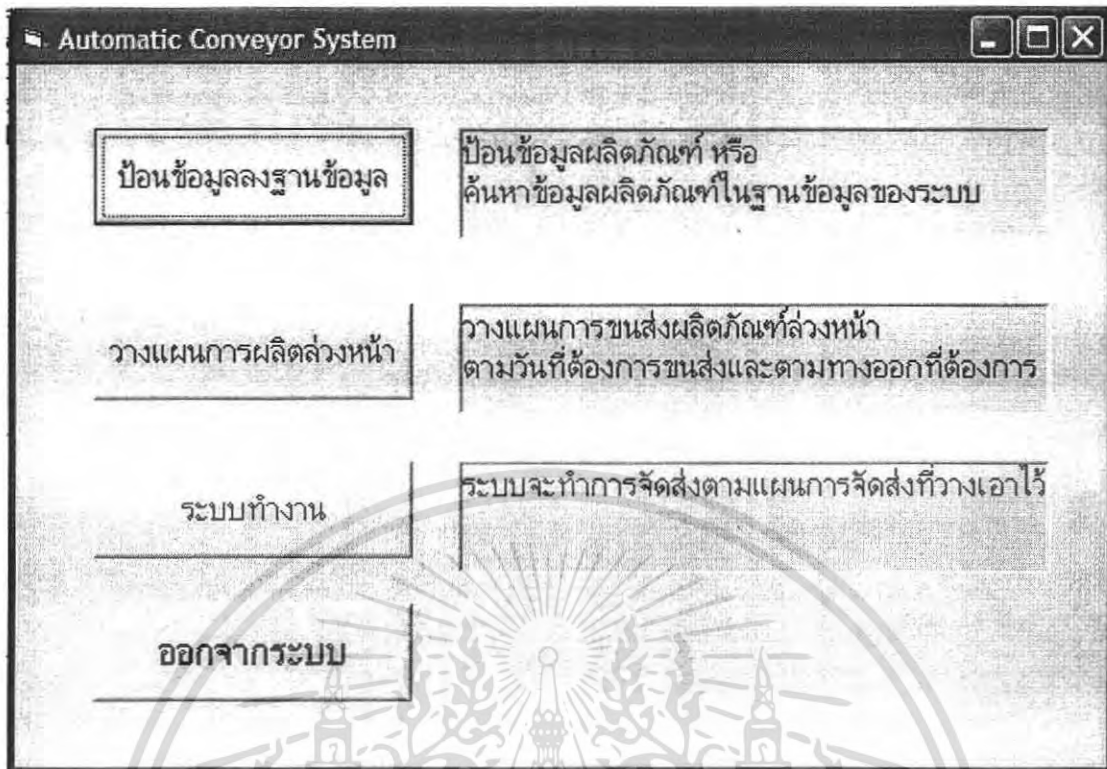 Automatic Conveyor System
ป้อนข้อมูลลงฐานข้อมูล
ป้อนข้อมูลผลิตภัณฑ์ หรือ
ค้นหาข้อมูลผลิตภัณฑ์ในฐานข้อมูลของระบบ
วางแผนการผลิตล่วงหน้า
วางแผนการขนส่งผลิตภัณฑ์ล่วงหน้า
ตามวันที่ต้องการขนส่งและตามทางออกที่ต้องการ
ระบบทำงาน
ระบบจะทำการจัดส่งตามแผนการจัดส่งที่วางเอาไว้
ออกจากระบบ